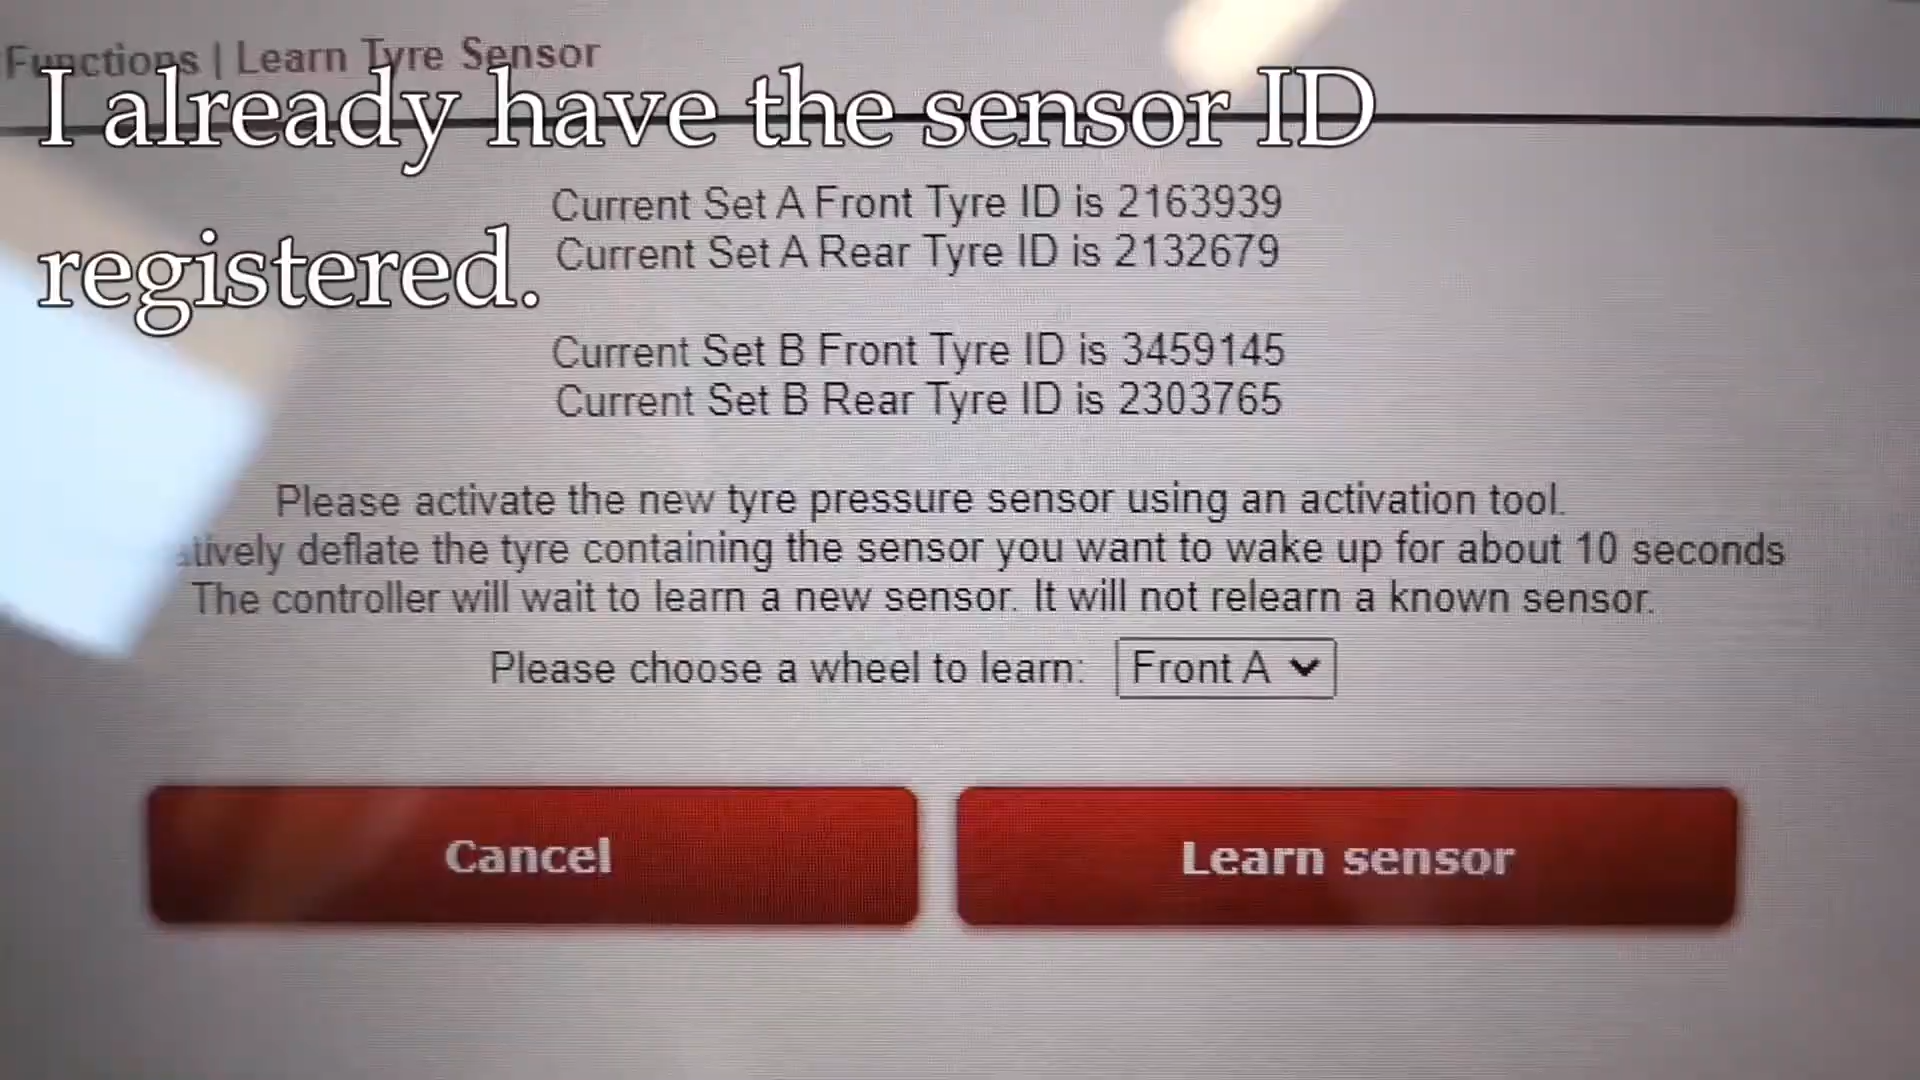 Functions | Learn Tyre Sensor
I already have the sensor ID
registered.
Current Set A Front Tyre ID is 2163939
Current Set A Rear Tyre ID is 2132679
Current Set B Front Tyre ID is 3459145
Current Set B Rear Tyre ID is 2303765
Please activate the new tyre pressure sensor using an activation tool.
deflate the tyre containing the sensor you want to wake up for about 10 seconds
The controller will wait to learn a new sensor. It will not relearn a known sensor.
Please choose a wheel to learn: Front A
Cancel
Learn sensor